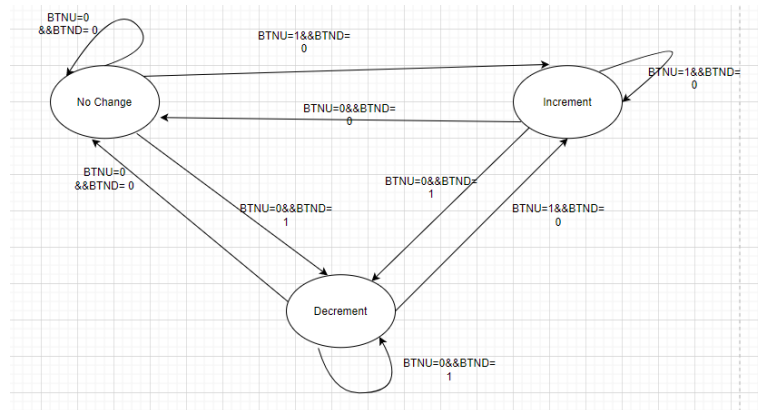 BTNU=0
&&BTND= 0
BTNU=1&&BTND=
0
No Change
Increment
BTNU=1&&BTND=
0
BTNU=0&&BTND=
0
BTNU=0
&&BTND= 0
BTNU=0&&BTND=
1
BTNU=0&&BTND=
1
BTNU=1&&BTND=
0
Decrement
BTNU=0&&BTND=
1